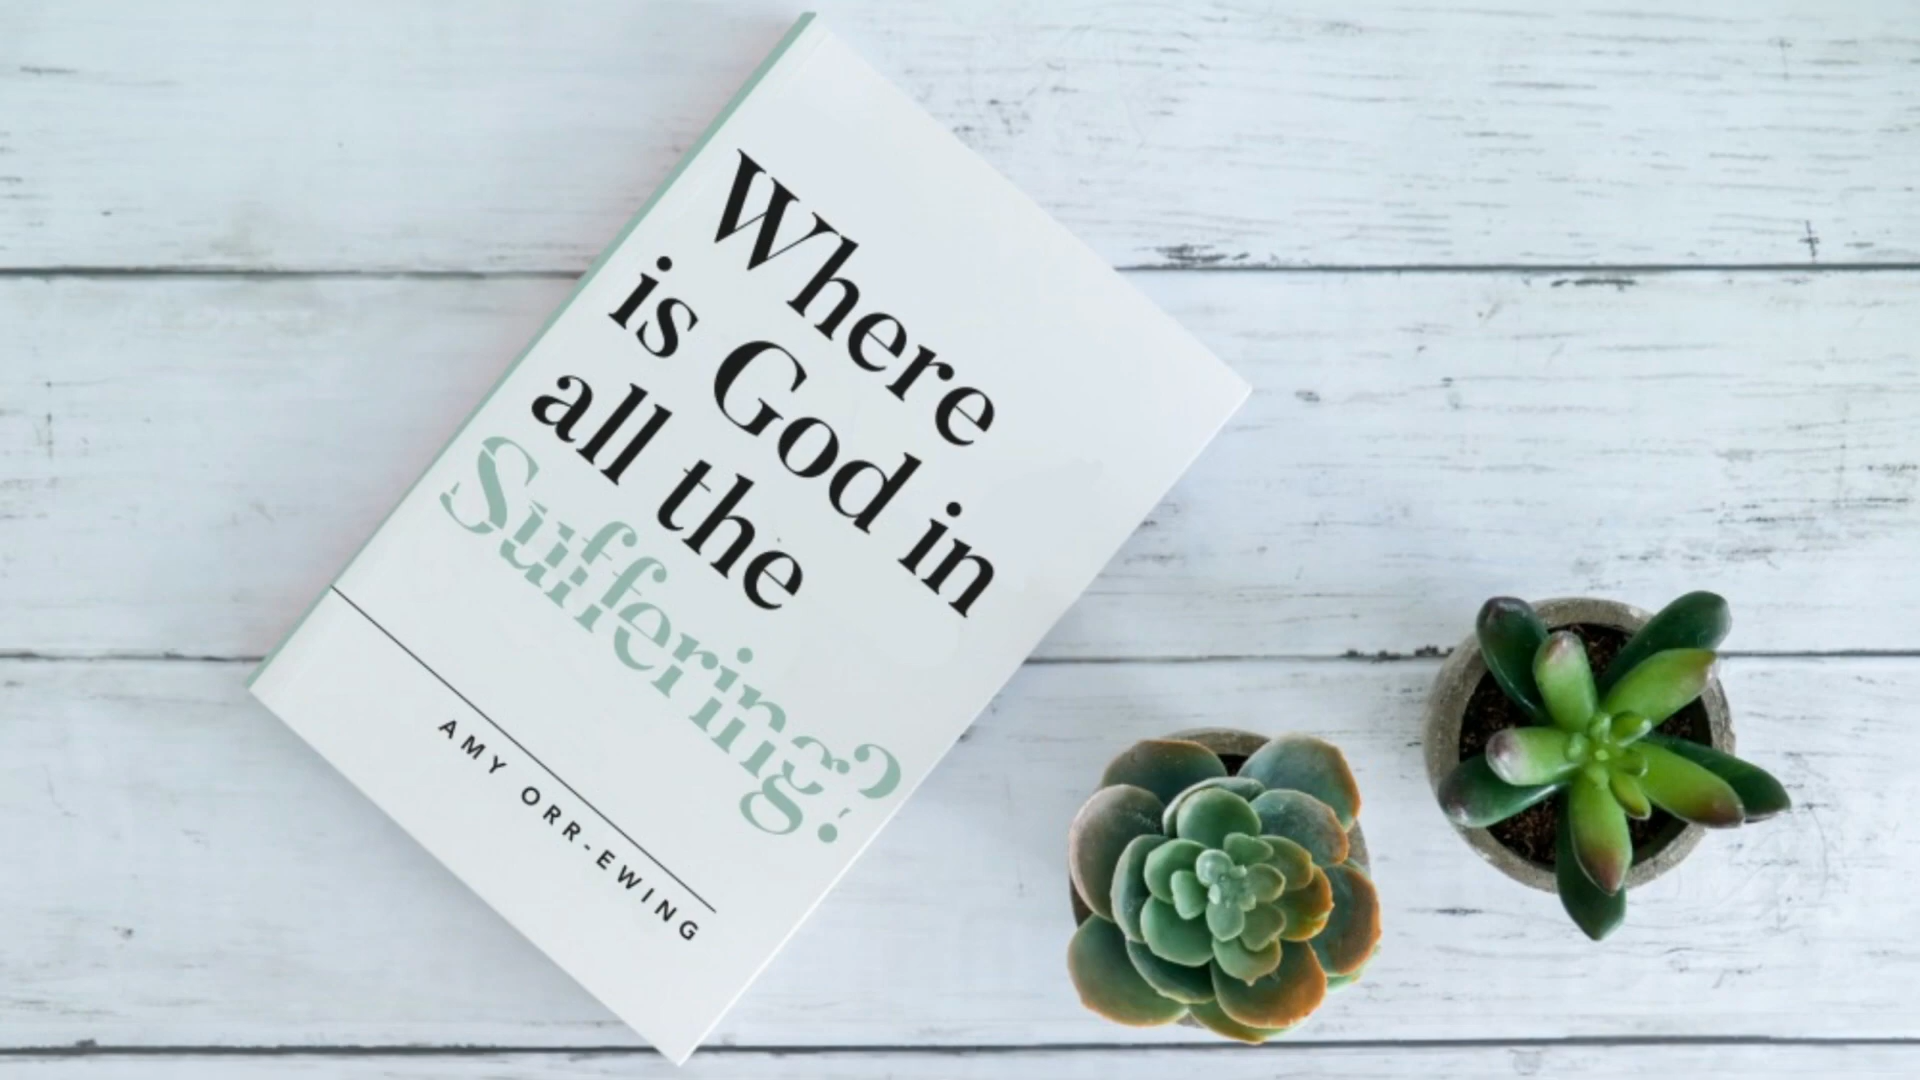 Where
is God in
all the
Suffering?
AMY ORR-EWING